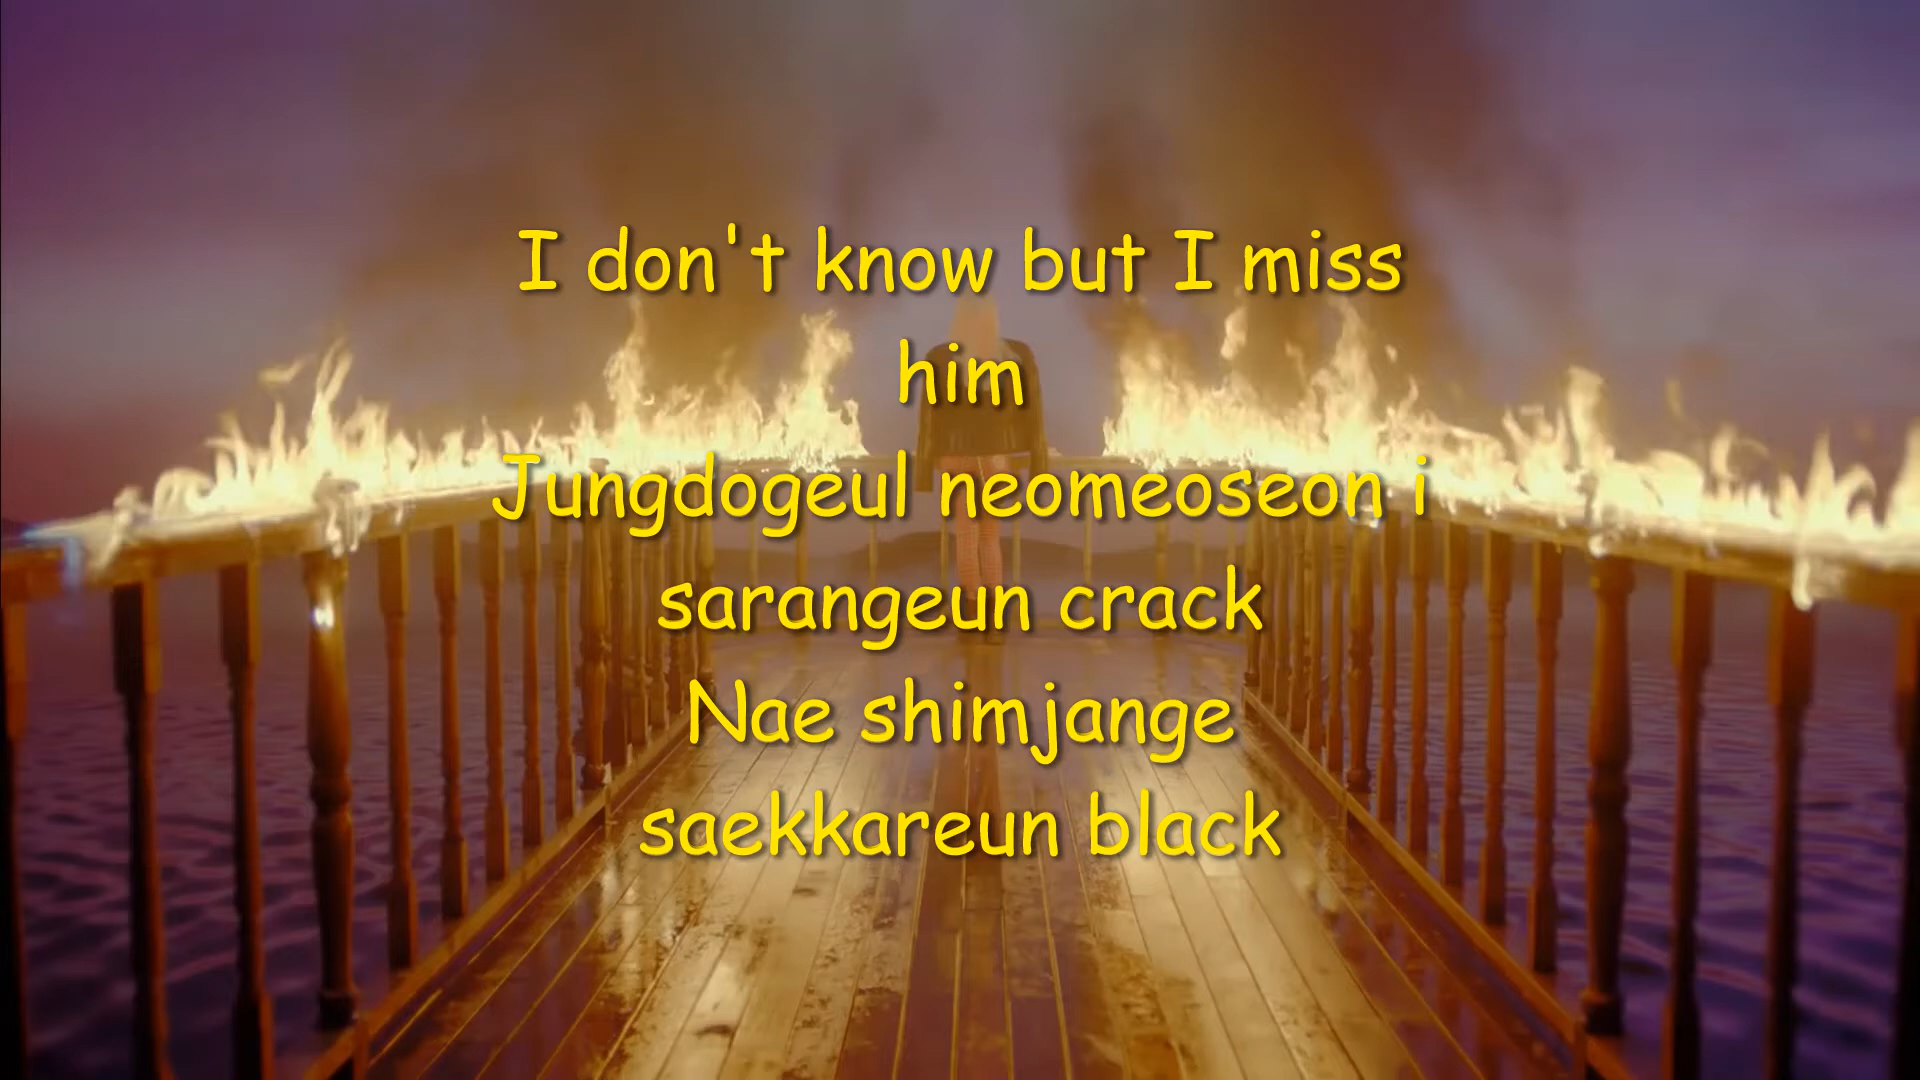 I don't know but I miss
him
Jungdogeul neomeoseon i
sarangeun crack
Nae shimjange
saekkareun black